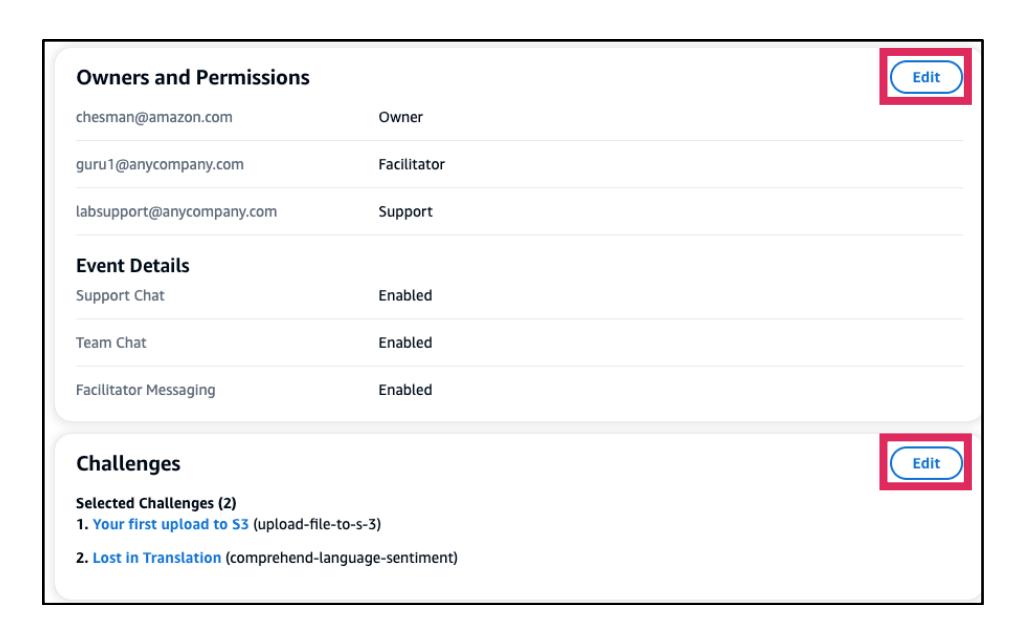 Owners and Permissions Edit
chesman@amazon.com Owner
guru1@anycompany.com Facilitator
labsupport@anycompany.com Support
Event Details
Support Chat Enabled
Team Chat Enabled
Facilitator Messaging Enabled
Challenges Edit
Selected Challenges (2)
1. Your first upload to S3 (upload-file-to-s-3)
2. Lost in Translation (comprehend-language-sentiment)